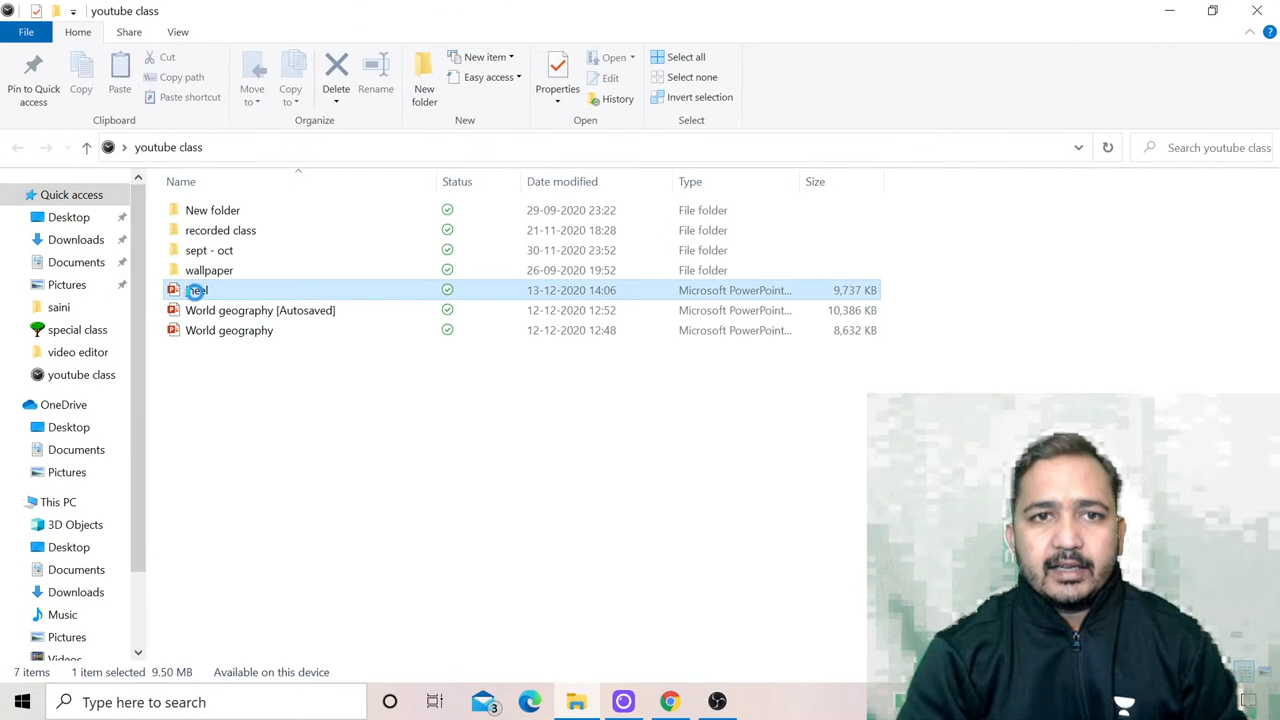 youtube class
File Home Share View
Pin to Quick access
Copy
Paste
Cut
Copy path
Paste shortcut
Clipboard
Move to
Copy to
Delete
Rename
Organize
New folder
New item
Easy access
New
Properties
Open
Edit
History
Open
Select all
Select none
Invert selection
Select
youtube class
Search youtube class
Name Status Date modified Type Size
New folder 29-09-2020 23:22 File folder
recorded class 21-11-2020 18:28 File folder
sept - oct 30-11-2020 23:52 File folder
wallpaper 26-09-2020 19:52 File folder
13-12-2020 14:06 Microsoft PowerPoint... 9,737 KB
World geography [Autosaved] 12-12-2020 12:52 Microsoft PowerPoint... 10,386 KB
World geography 12-12-2020 12:48 Microsoft PowerPoint... 8,632 KB
Quick access
Desktop
Downloads
Documents
Pictures
saini
special class
video editor
youtube class
OneDrive
Desktop
Documents
Pictures
This PC
3D Objects
Desktop
Documents
Downloads
Music
Pictures
Videos
7 items 1 item selected 9.50 MB Available on this device
Type here to search
3